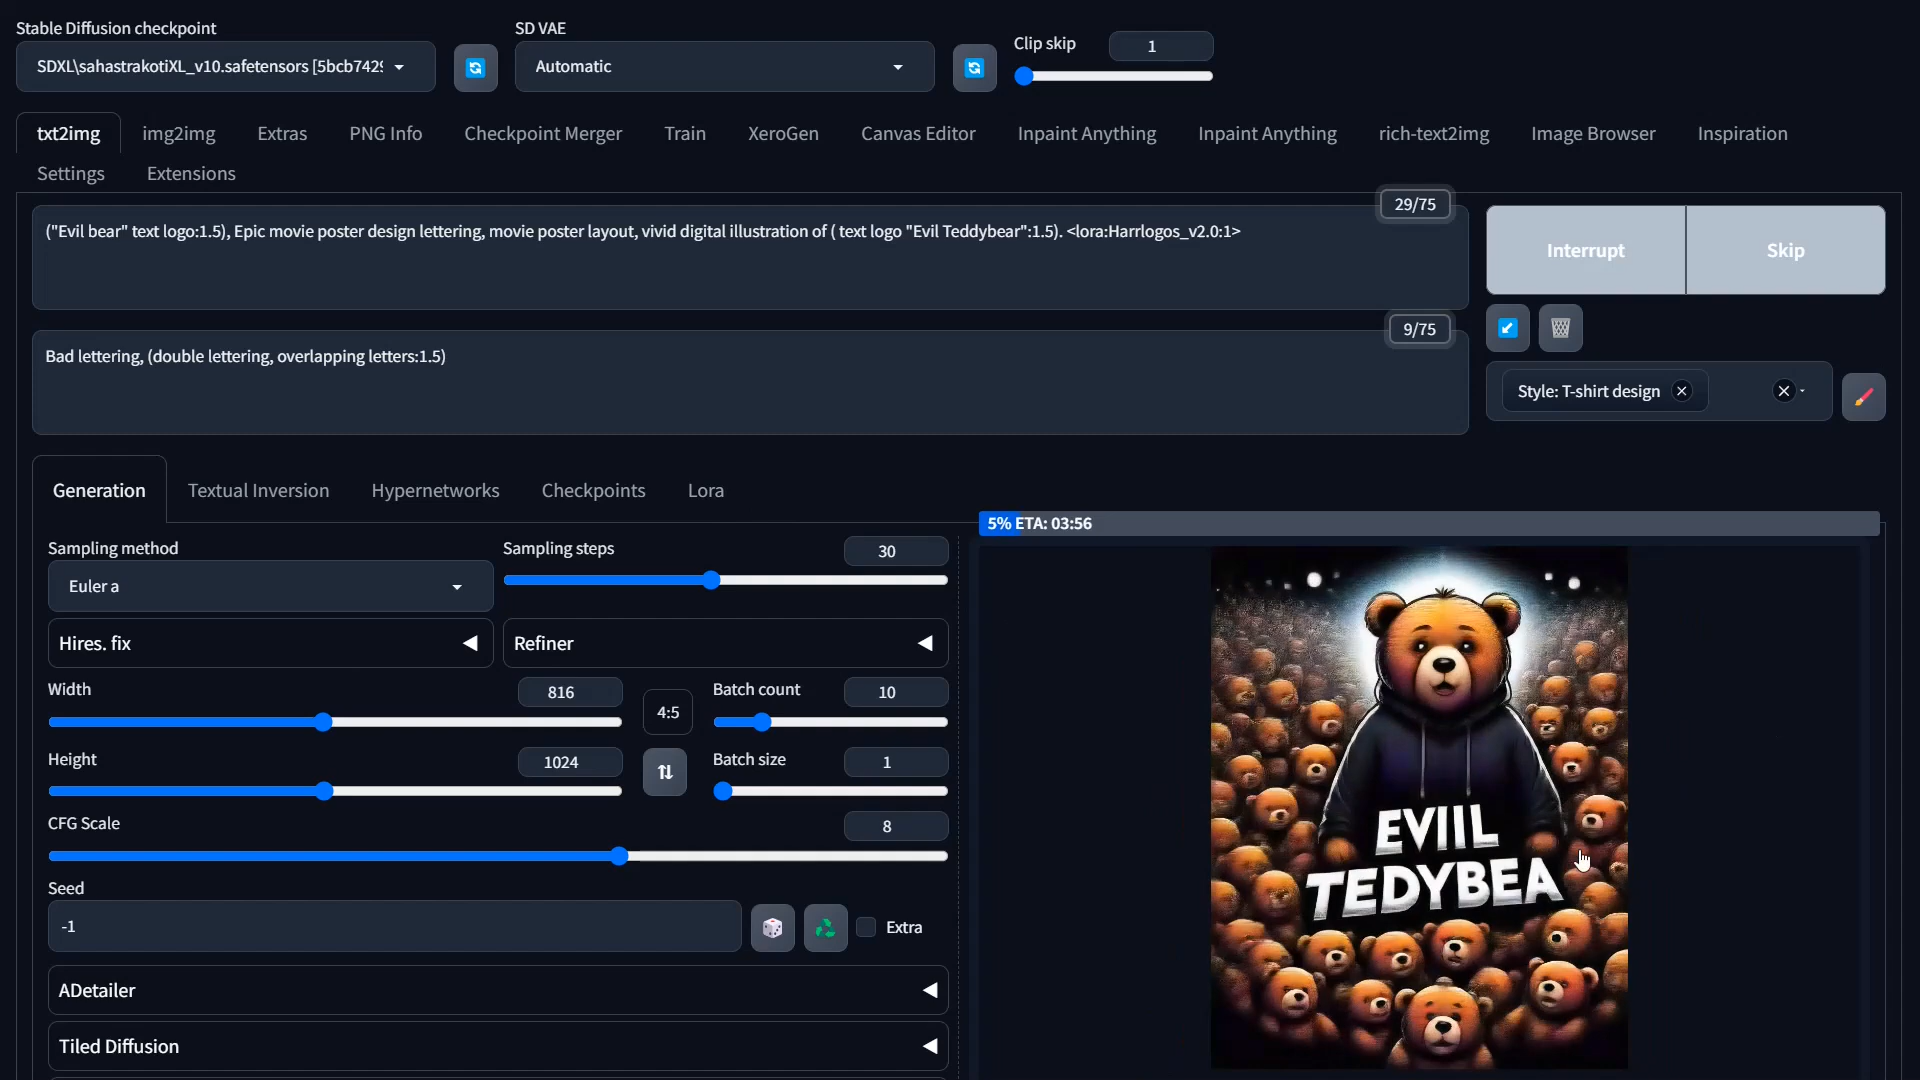 Stable Diffusion checkpoint
SD VAE
Clip skip
1
SDXL\sahastrakotiXL_v10.safetensors [5bcb7429
Automatic
txt2img
img2img
Extras
PNG Info
Checkpoint Merger
Train
XeroGen
Canvas Editor
Inpaint Anything
Inpaint Anything
rich-text2img
Image Browser
Inspiration
Settings
Extensions
29/75
("Evil bear" text logo:1.5), Epic movie poster design lettering, movie poster layout, vivid digital illustration of ( text logo "Evil Teddybear":1.5). <lora:Harrlogos_v2.0:1>
Interrupt
Skip
9/75
Bad lettering, (double lettering, overlapping letters:1.5)
Style: T-shirt design
Generation
Textual Inversion
Hypernetworks
Checkpoints
Lora
5% ETA: 03:56
Sampling method
Sampling steps
30
Euler a
Hires. fix
Refiner
Width
816
4:5
Batch count
10
Height
1024
Batch size
1
CFG Scale
8
Seed
-1
Extra
ADetailer
Tiled Diffusion
EVIIL
TEDYBEA